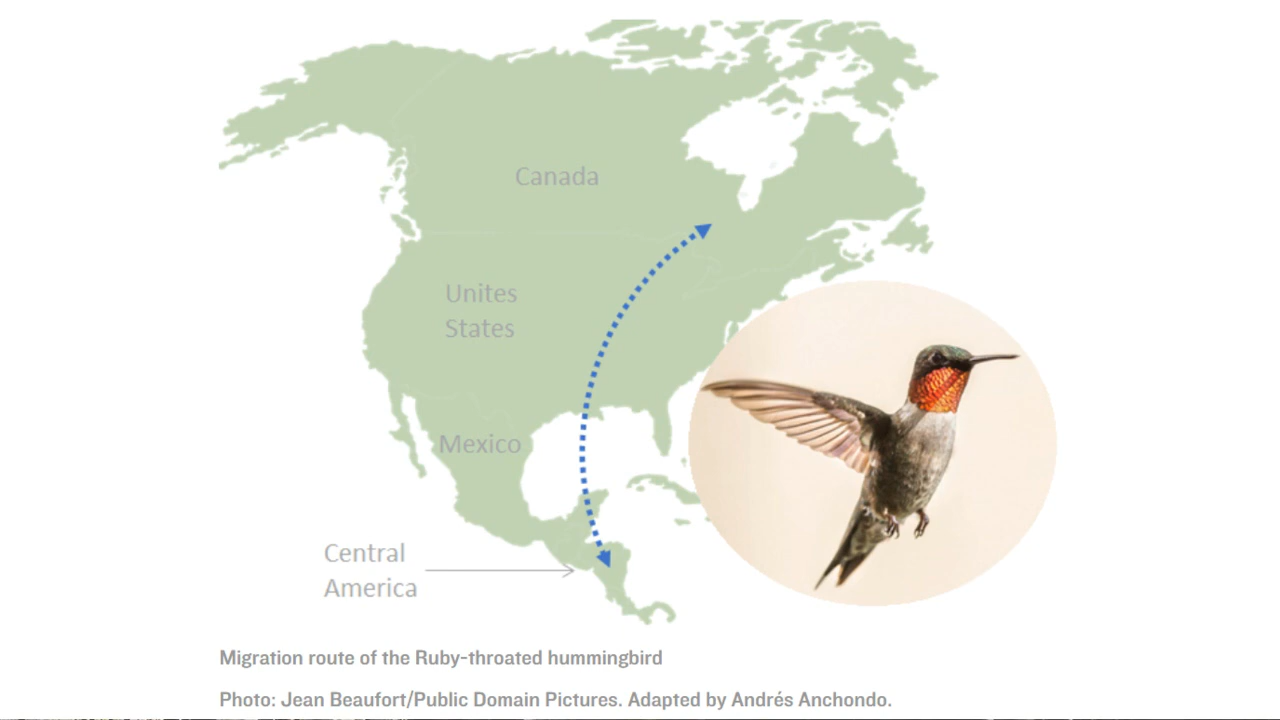 Canada
Unites
States
Mexico
Central
America
Migration route of the Ruby-throated hummingbird
Photo: Jean Beaufort/Public Domain Pictures. Adapted by Andrés Anchondo.